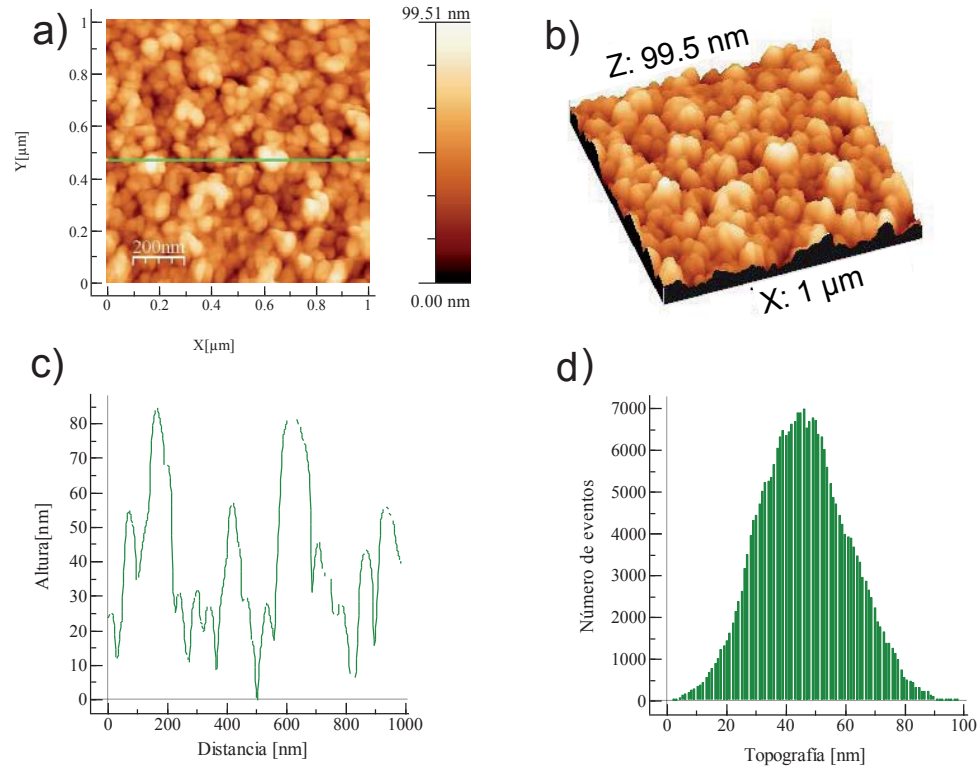 a)
99.51 nm
1
0.8
0.6
0.4
0.2
0
Y[µm]
200nm
0
0.2
0.4
0.6
0.8
1
X[µm]
0.00 nm
b)
Z: 99.5 nm
X: 1 µm
c)
80
70
60
50
40
30
20
10
0
Altura[nm]
0
200
400
600
800
1000
Distancia [nm]
d)
7000
6000
5000
4000
3000
2000
1000
0
Número de eventos
0
20
40
60
80
100
Topografía [nm]